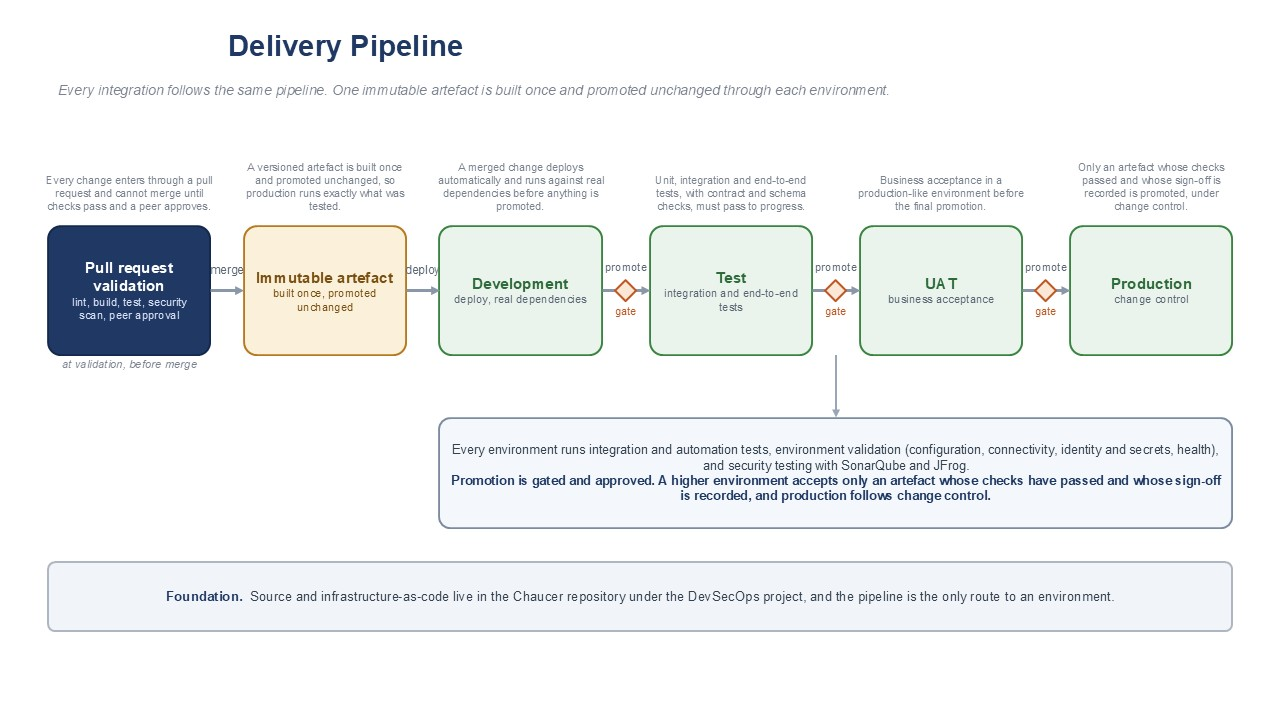 Delivery Pipeline
Every integration follows the same pipeline. One immutable artefact is built once and promoted unchanged through each environment.
Every change enters through a pull
request and cannot merge until
checks pass and a peer approves.
A versioned artefact is built once
and promoted unchanged, so
production runs exactly what was
tested.
A merged change deploys
automatically and runs against real
dependencies before anything is
promoted.
Unit, integration and end-to-end
tests, with contract and schema
checks, must pass to progress.
Business acceptance in a
production-like environment before
the final promotion.
Only an artefact whose checks
passed and whose sign-off is
recorded is promoted, under
change control.
Pull request
validation
lint, build, test, security
scan, peer approval
merge
Immutable artefact
built once, promoted
unchanged
deploy
Development
deploy, real dependencies
promote
gate
Test
integration and end-to-end
tests
promote
gate
UAT
business acceptance
promote
gate
Production
change control
at validation, before merge
Every environment runs integration and automation tests, environment validation (configuration, connectivity, identity and secrets, health),
and security testing with SonarQube and JFrog.
Promotion is gated and approved. A higher environment accepts only an artefact whose checks have passed and whose sign-off
is recorded, and production follows change control.
Foundation. Source and infrastructure-as-code live in the Chaucer repository under the DevSecOps project, and the pipeline is the only route to an environment.